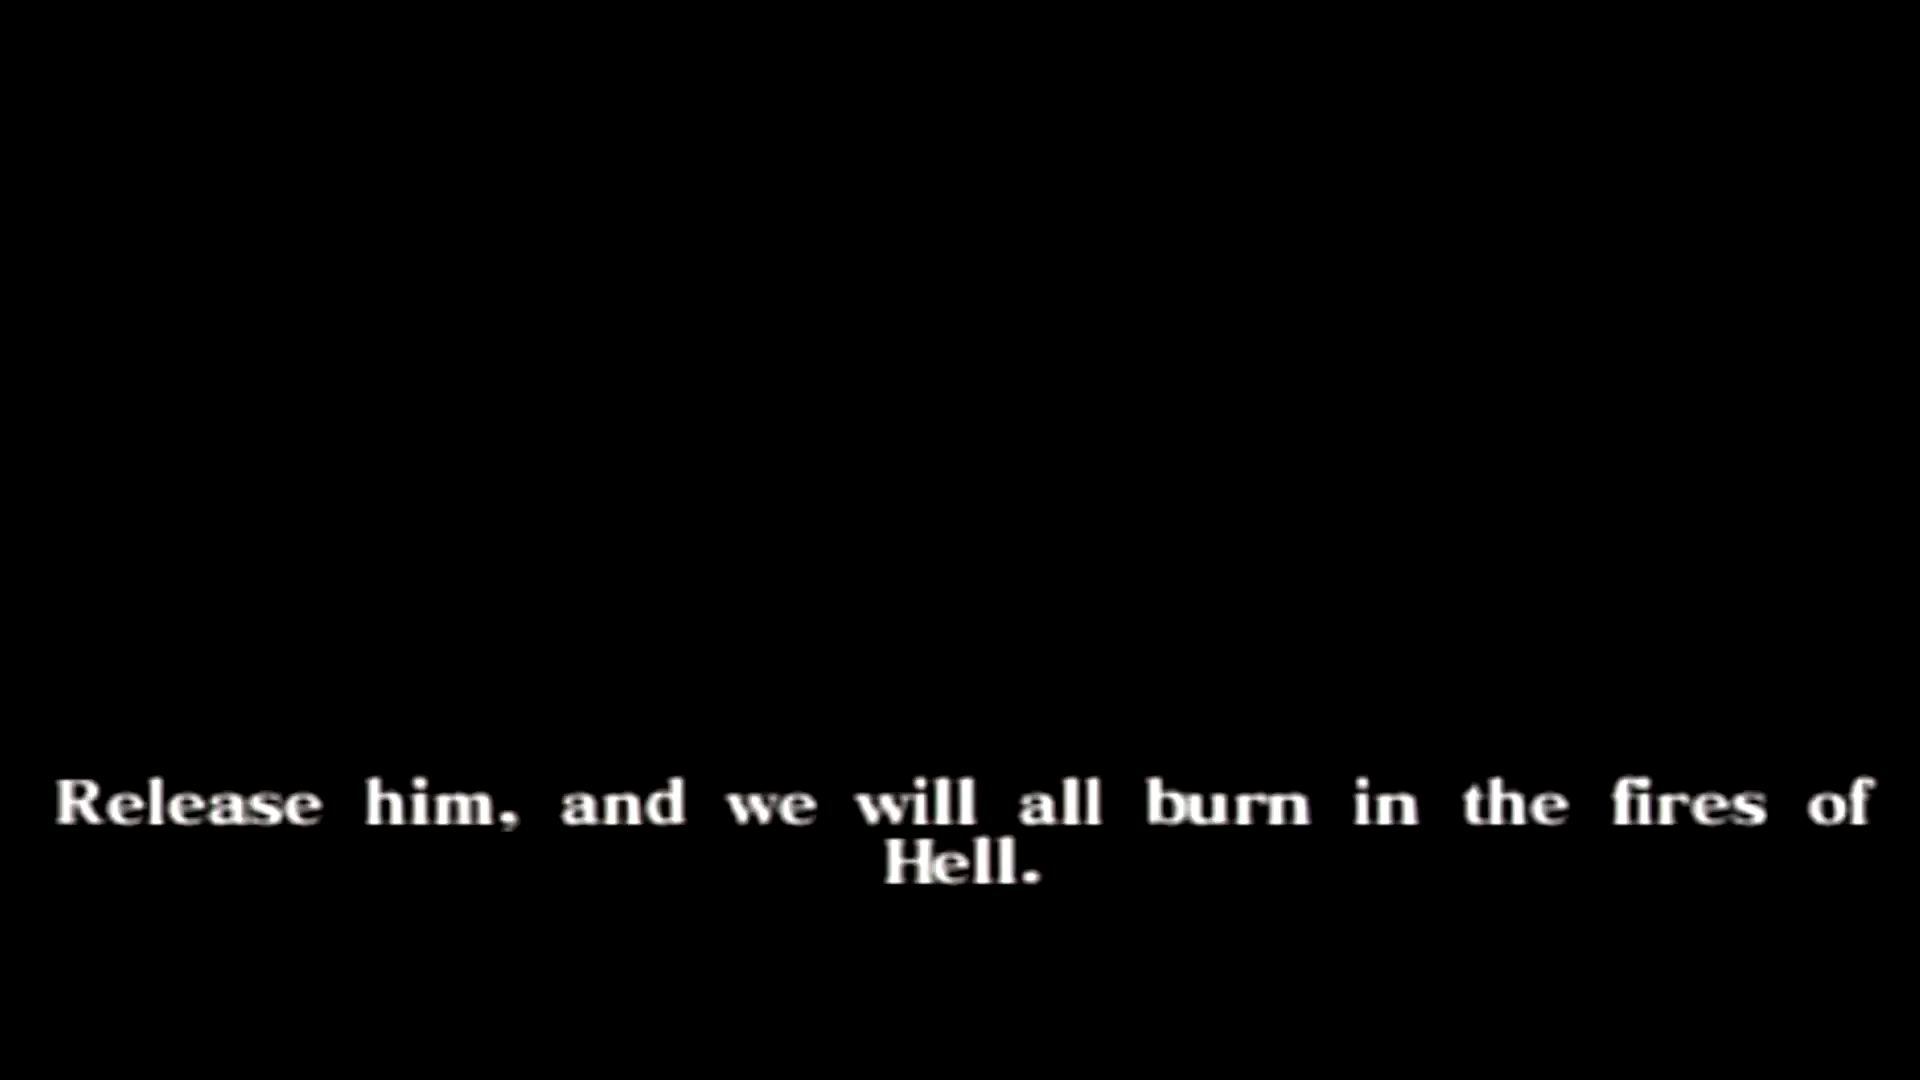 Release him, and we will all burn in the fires of
Hell.